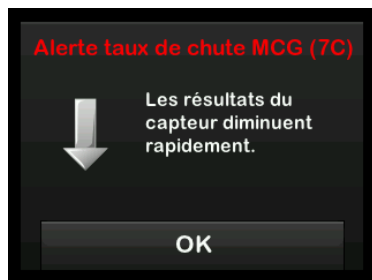 Alerte taux de chute MCG (7C)
Les résultats du
capteur diminuent
rapidement.
OK